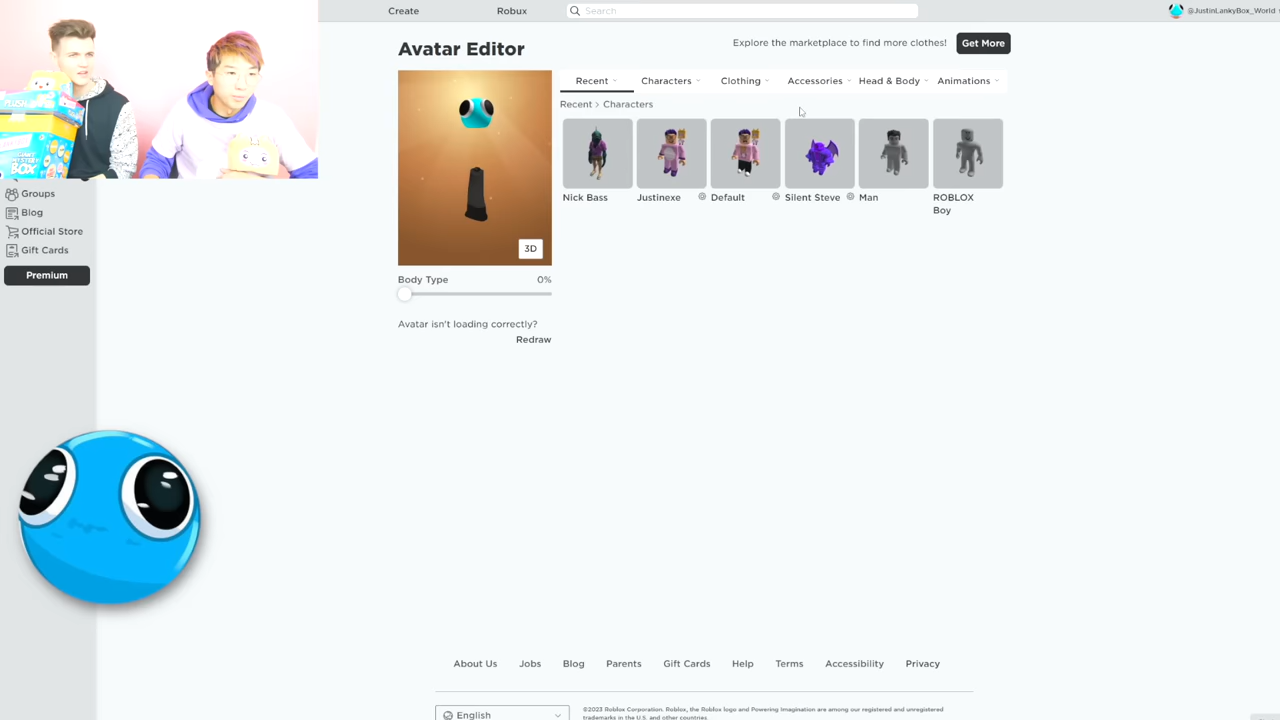 Create
Robux
Search
@JustinLankyBox_World
Avatar Editor
Explore the marketplace to find more clothes!
Get More
Recent
Characters
Clothing
Accessories
Head & Body
Animations
Recent > Characters
Nick Bass
Justinexe
Default
Silent Steve
Man
ROBLOX
Boy
3D
Body Type
0%
Avatar isn't loading correctly?
Redraw
Groups
Blog
Official Store
Gift Cards
Premium
About Us
Jobs
Blog
Parents
Gift Cards
Help
Terms
Accessibility
Privacy
English
©2023 Roblox Corporation. Roblox, the Roblox logo and Powering Imagination are among our registered and unregistered
trademarks in the U.S. and other countries.